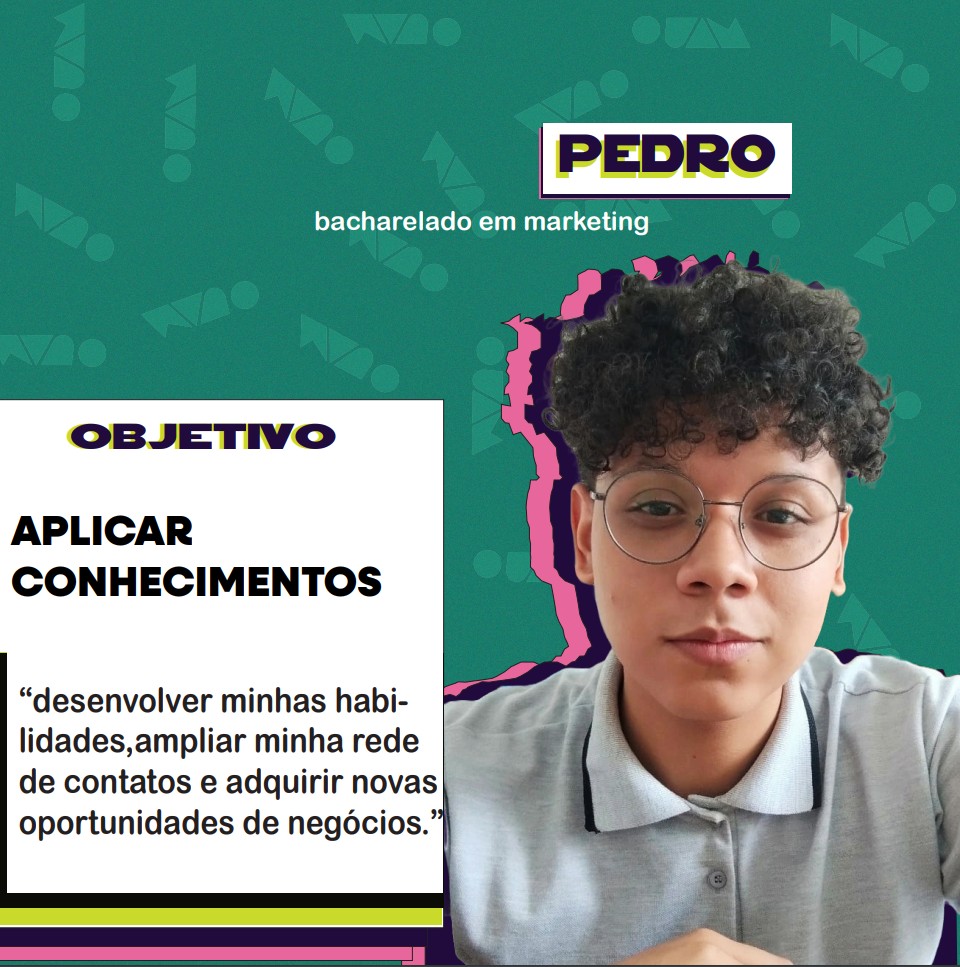 PEDRO
bacharelado em marketing
OBJETIVO
APLICAR
CONHECIMENTOS
“desenvolver minhas habi-
lidades,ampliar minha rede
de contatos e adquirir novas
oportunidades de negócios.”